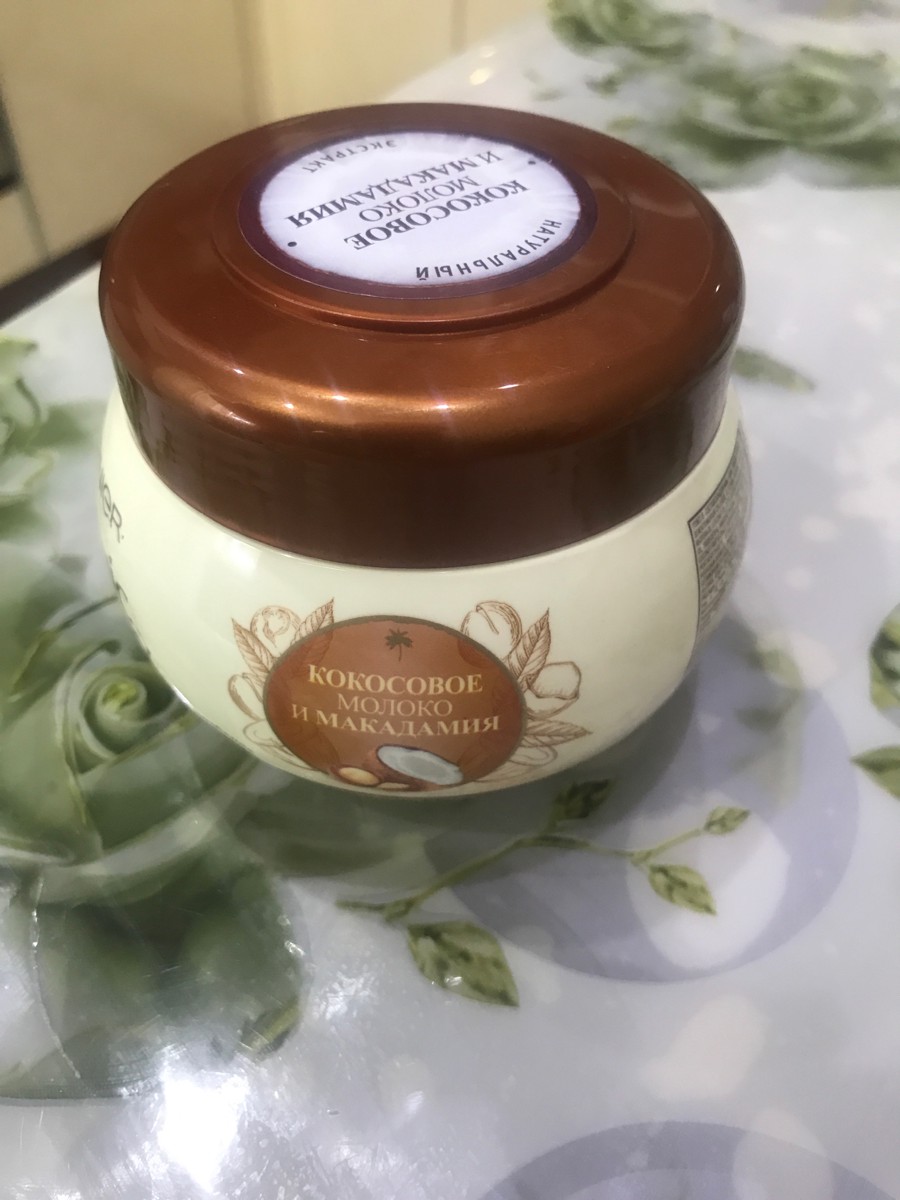 НАТУРАЛЬНЫЙ
КОКОСОВОЕ
МОЛОКО
И МАКАДАМИЯ
ЭКСТРАКТ
КОКОСОВОЕ
МОЛОКО
И МАКАДАМИЯ